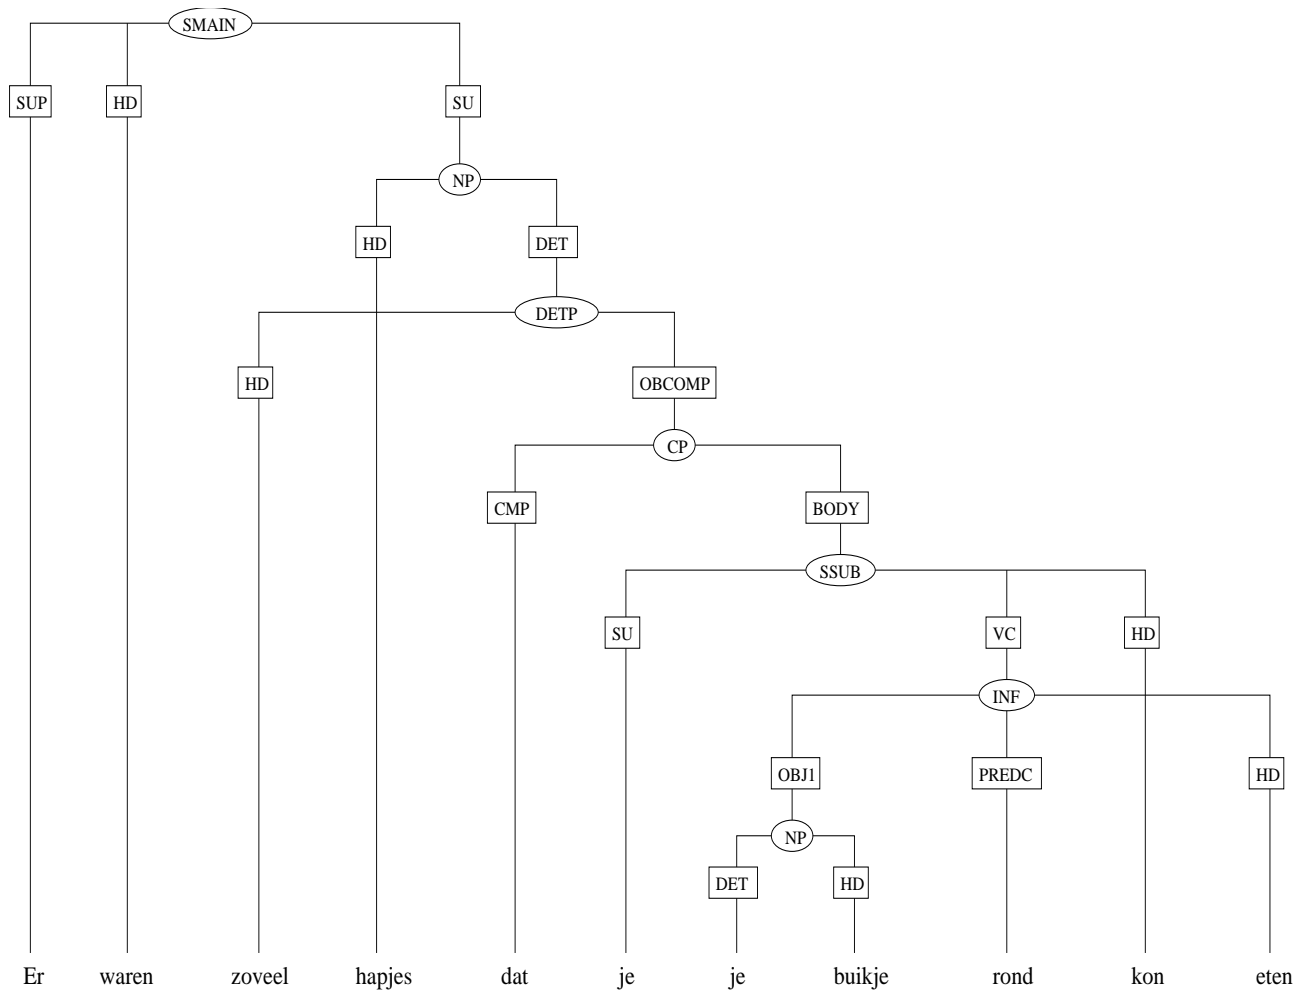 SMAIN
SUP HD SU
NP
HD DET
DETP
HD OBCOMP
CP
CMP BODY
SSUB
SU VC HD
INF
OBJ1 PREDC HD
NP
DET HD
Er waren zoveel hapjes dat je je buikje rond kon eten